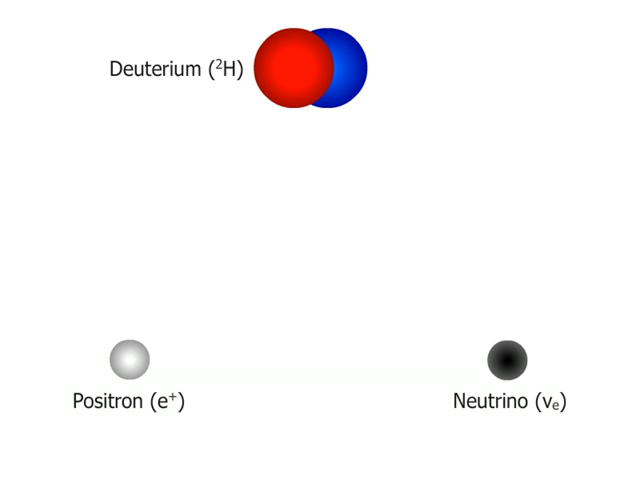 Deuterium (²H)
Positron (e⁺)
Neutrino (νₑ)